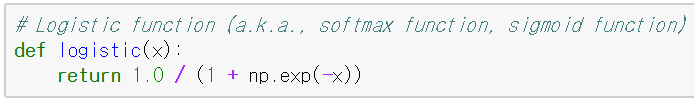 # Logistic function (a.k.a., softmax function, sigmoid function)
def logistic(x):
    return 1.0 / (1 + np.exp(-x))